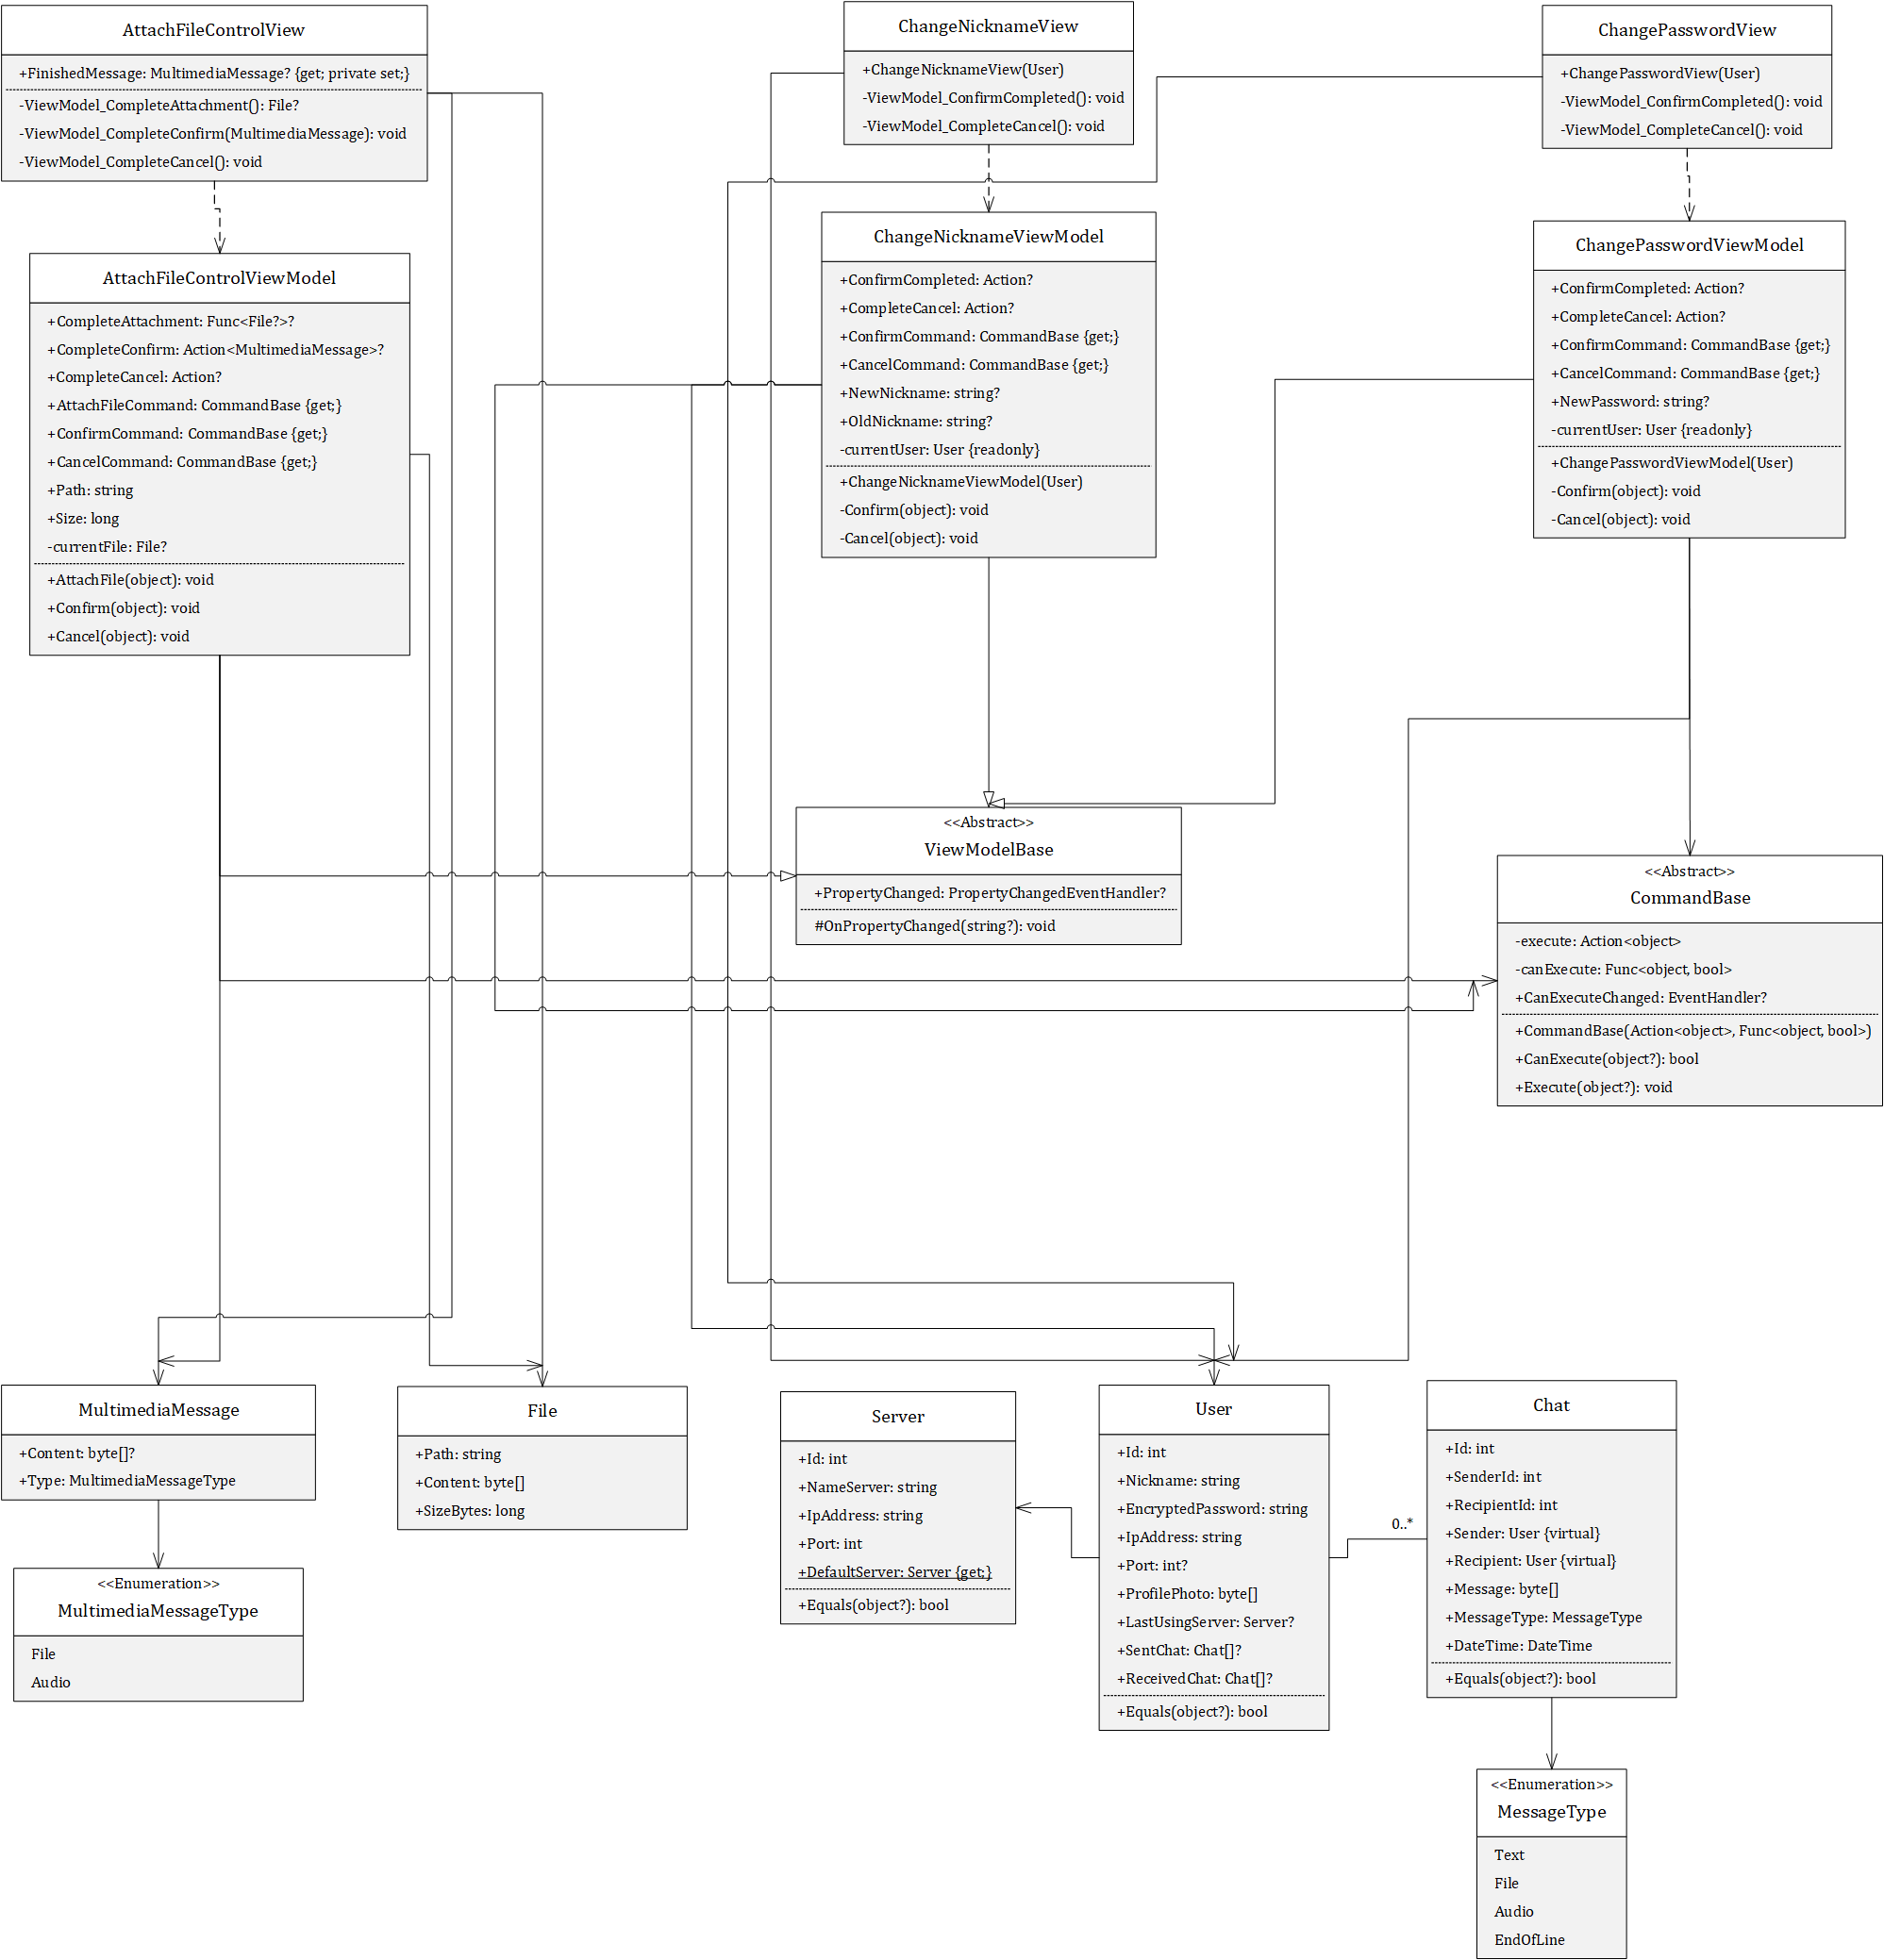 AttachFileControlView
+FinishedMessage: MultimediaMessage? {get; private set;}
-ViewModel_CompleteAttachment(): File?
-ViewModel_CompleteConfirm(MultimediaMessage): void
-ViewModel_CompleteCancel(): void
ChangeNicknameView
+ChangeNicknameView(User)
-ViewModel_ConfirmCompleted(): void
-ViewModel_CompleteCancel(): void
ChangePasswordView
+ChangePasswordView(User)
-ViewModel_ConfirmCompleted(): void
-ViewModel_CompleteCancel(): void
AttachFileControlViewModel
+CompleteAttachment: Func<File?>?
+CompleteConfirm: Action<MultimediaMessage>?
+CompleteCancel: Action?
+AttachFileCommand: CommandBase {get;}
+ConfirmCommand: CommandBase {get;}
+CancelCommand: CommandBase {get;}
+Path: string
+Size: long
-currentFile: File?
+AttachFile(object): void
+Confirm(object): void
+Cancel(object): void
ChangeNicknameViewModel
+ConfirmCompleted: Action?
+CompleteCancel: Action?
+ConfirmCommand: CommandBase {get;}
+CancelCommand: CommandBase {get;}
+NewNickname: string?
+OldNickname: string?
-currentUser: User {readonly}
+ChangeNicknameViewModel(User)
-Confirm(object): void
-Cancel(object): void
ChangePasswordViewModel
+ConfirmCompleted: Action?
+CompleteCancel: Action?
+ConfirmCommand: CommandBase {get;}
+CancelCommand: CommandBase {get;}
+NewPassword: string?
-currentUser: User {readonly}
+ChangePasswordViewModel(User)
-Confirm(object): void
-Cancel(object): void
<<Abstract>>
ViewModelBase
+PropertyChanged: PropertyChangedEventHandler?
#OnPropertyChanged(string?): void
<<Abstract>>
CommandBase
-execute: Action<object>
-canExecute: Func<object, bool>
+CanExecuteChanged: EventHandler?
+CommandBase(Action<object>, Func<object, bool>)
+CanExecute(object?): bool
+Execute(object?): void
MultimediaMessage
+Content: byte[]?
+Type: MultimediaMessageType
File
+Path: string
+Content: byte[]
+SizeBytes: long
Server
+Id: int
+NameServer: string
+IpAddress: string
+Port: int
+DefaultServer: Server {get;}
+Equals(object?): bool
User
+Id: int
+Nickname: string
+EncryptedPassword: string
+IpAddress: string
+Port: int?
+ProfilePhoto: byte[]
+LastUsingServer: Server?
+SentChat: Chat[]?
+ReceivedChat: Chat[]?
+Equals(object?): bool
0..*
Chat
+Id: int
+SenderId: int
+RecipientId: int
+Sender: User {virtual}
+Recipient: User {virtual}
+Message: byte[]
+MessageType: MessageType
+DateTime: DateTime
+Equals(object?): bool
<<Enumeration>>
MultimediaMessageType
File
Audio
<<Enumeration>>
MessageType
Text
File
Audio
EndOfLine